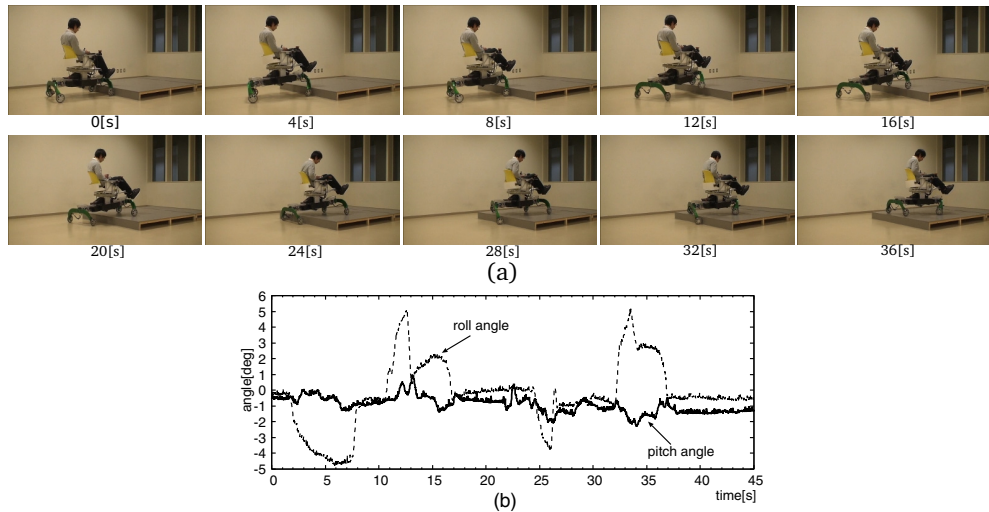 0[s] 4[s] 8[s] 12[s] 16[s]
20[s] 24[s] 28[s] 32[s] 36[s]
(a)
6
5
4
3
2
1
0
-1
-2
-3
-4
-5
angle[deg]
roll angle
pitch angle
0 5 10 15 20 25 30 35 40 45
time[s]
(b)